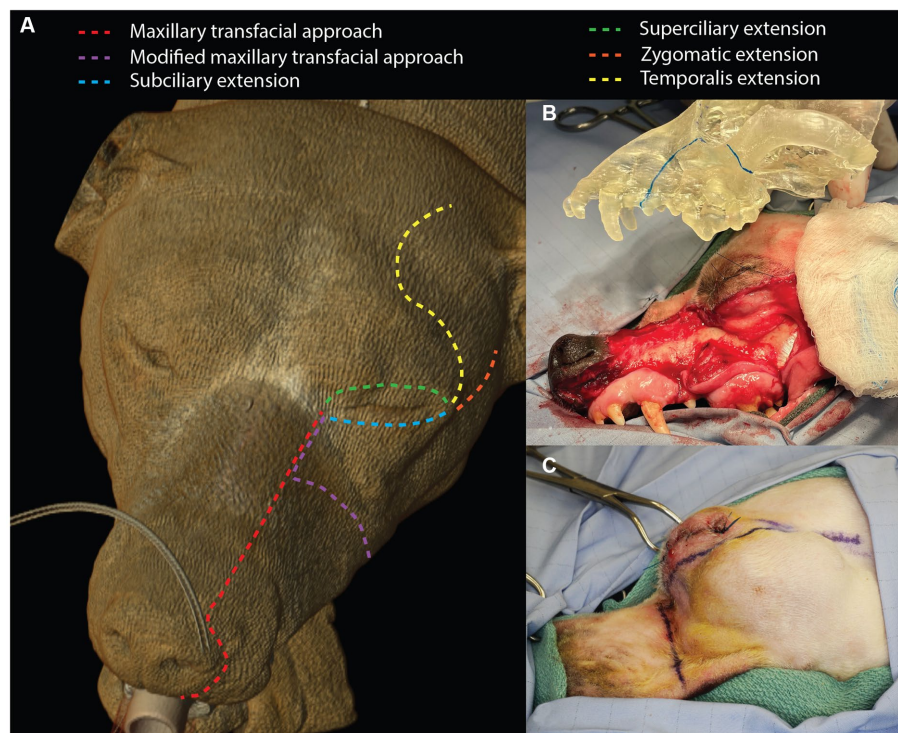 A
Maxillary transfacial approach
Modified maxillary transfacial approach
Subciliary extension
Superciliary extension
Zygomatic extension
Temporalis extension
B
C